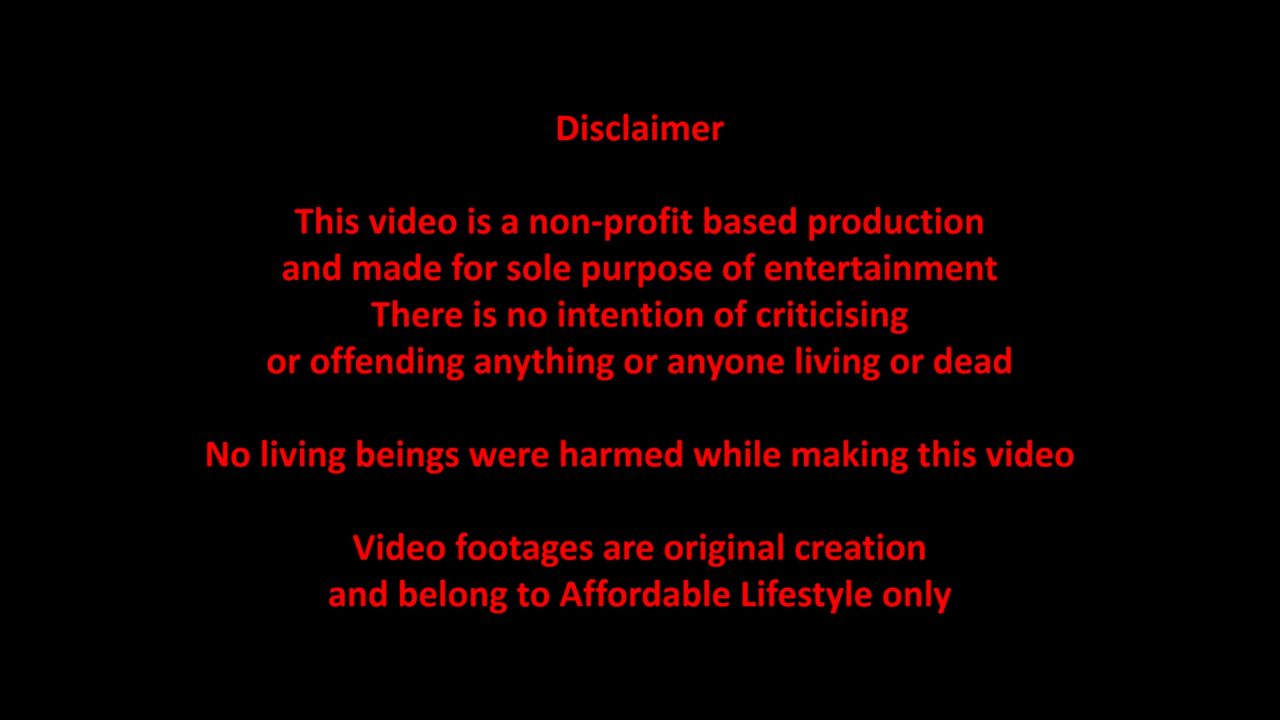 Disclaimer
This video is a non-profit based production
and made for sole purpose of entertainment
There is no intention of criticising
or offending anything or anyone living or dead
No living beings were harmed while making this video
Video footages are original creation
and belong to Affordable Lifestyle only